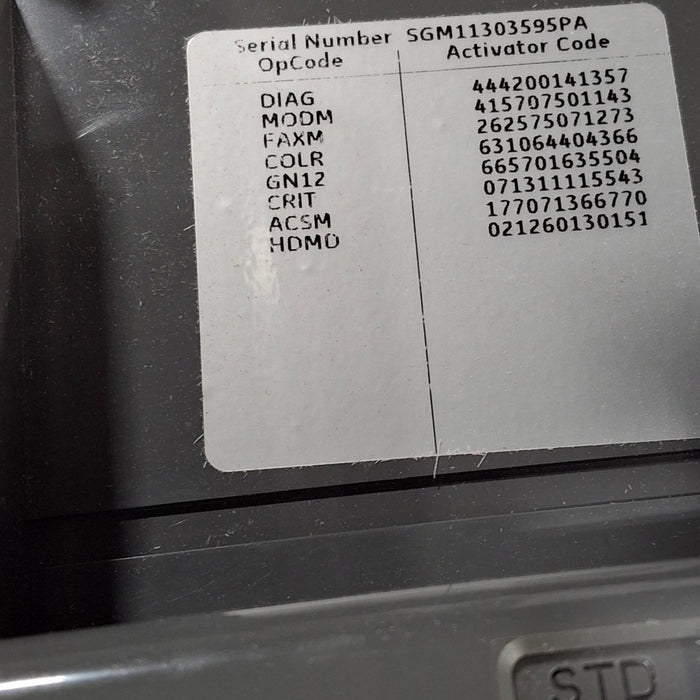 Serial Number SGM11303595PA
OpCode Activator Code
DIAG 444200141357
MODM 415707501143
FAXM 262575071273
COLR 631064404366
GN12 665701635504
CRIT 071311115543
ACSM 177071366770
HDMO 021260130151
STD